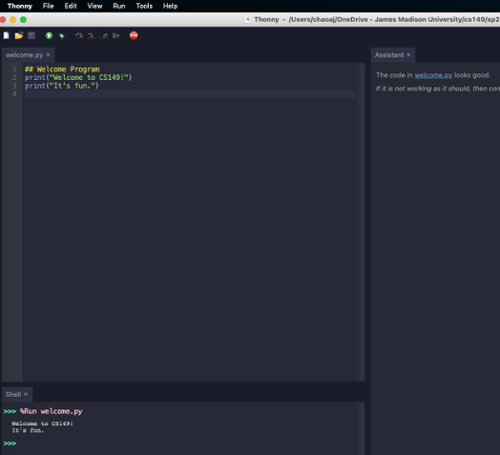 Thonny File Edit View Run Tools Help
Thonny - /Users/chaoaj/OneDrive - James Madison University/cs149/sp2
welcome.py ×
1 ## Welcome Program
2 print("Welcome to CS149!")
3 print("It's fun.")
4
Assistant ×
The code in welcome.py looks good.
If it is not working as it should, then con
Shell ×
>>> %Run welcome.py
Welcome to CS149!
It's fun.
>>>